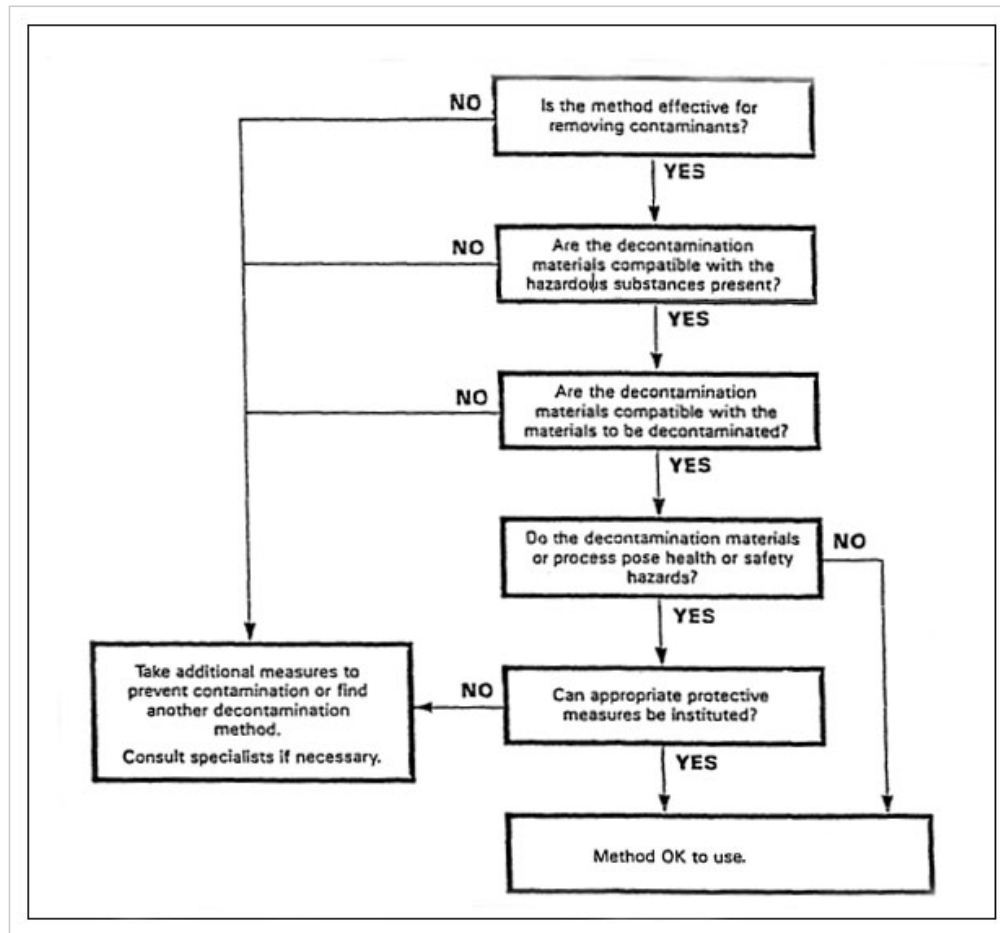 NO
Is the method effective for
removing contaminants?
YES
NO
Are the decontamination
materials compatible with the
hazardous substances present?
YES
NO
Are the decontamination
materials compatible with the
materials to be decontaminated?
YES
Do the decontamination materials
or process pose health or safety
hazards?
NO
YES
Take additional measures to
prevent contamination or find
another decontamination
method.
Consult specialists if necessary.
NO
Can appropriate protective
measures be instituted?
YES
Method OK to use.